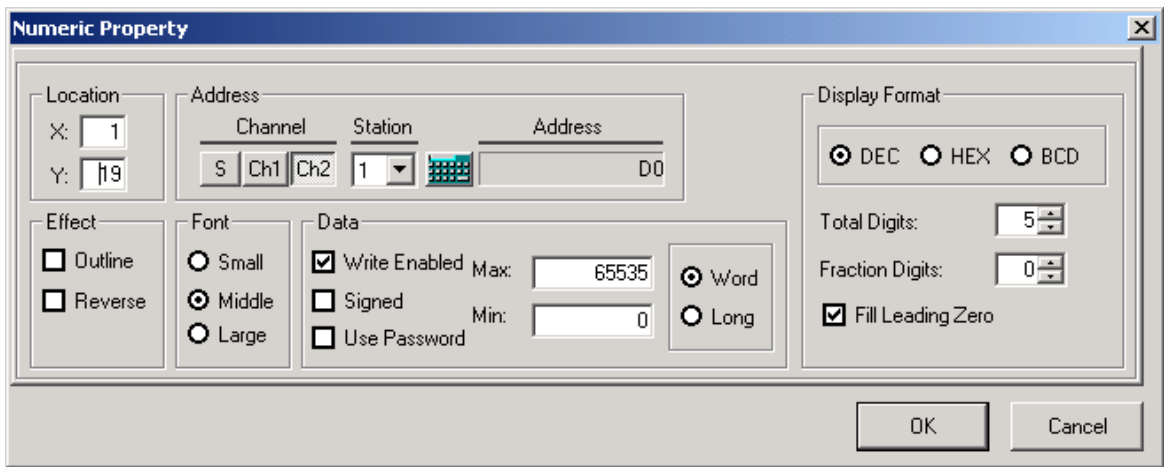 Numeric Property
Location
X: 1
Y: 19
Address
Channel Station Address
S Ch1 Ch2 1 D0
Effect
Outline
Reverse
Font
Small
Middle
Large
Data
Write Enabled
Signed
Use Password
Max: 65535
Min: 0
Word
Long
Display Format
DEC HEX BCD
Total Digits: 5
Fraction Digits: 0
Fill Leading Zero
OK Cancel